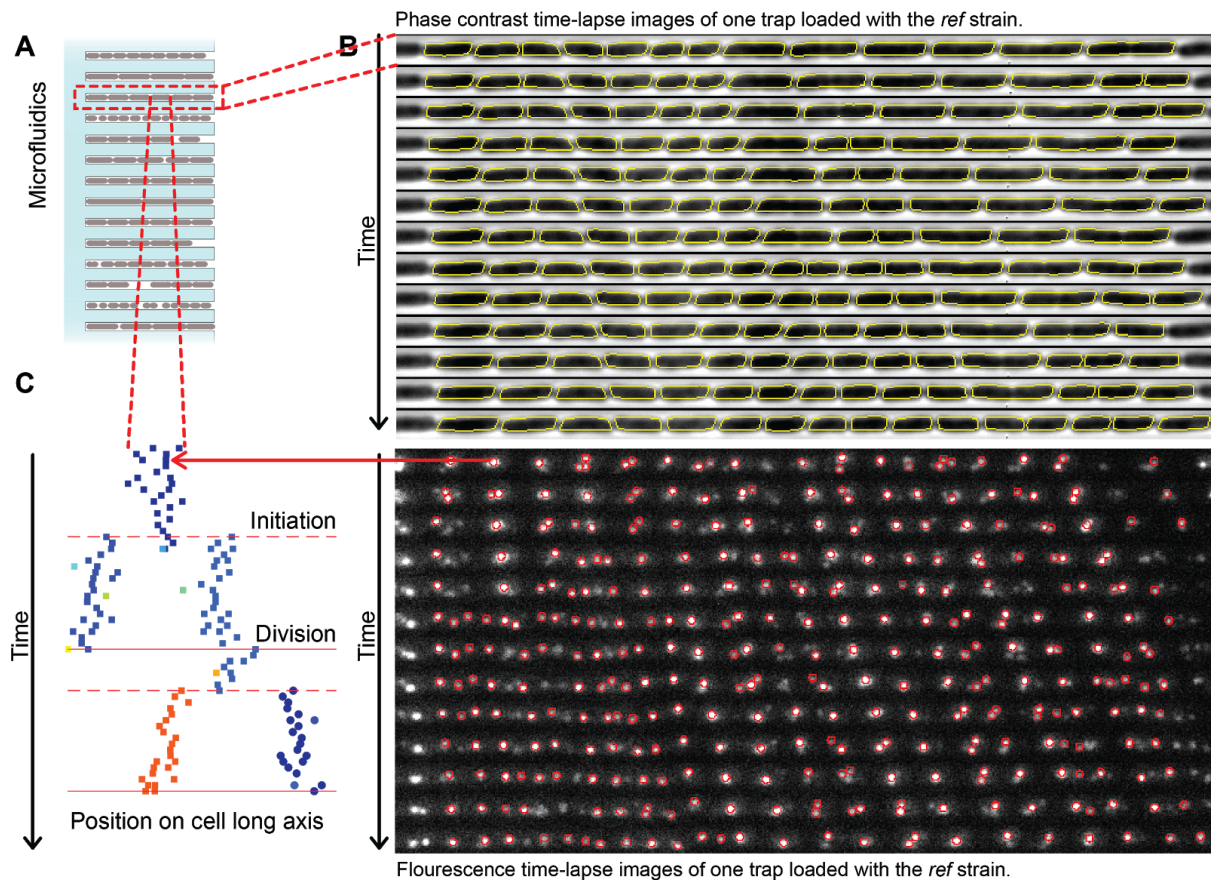 Phase contrast time-lapse images of one trap loaded with the ref strain.
A
B
Microfluidics
Time
C
Initiation
Division
Time
Time
Position on cell long axis
Flourescence time-lapse images of one trap loaded with the ref strain.